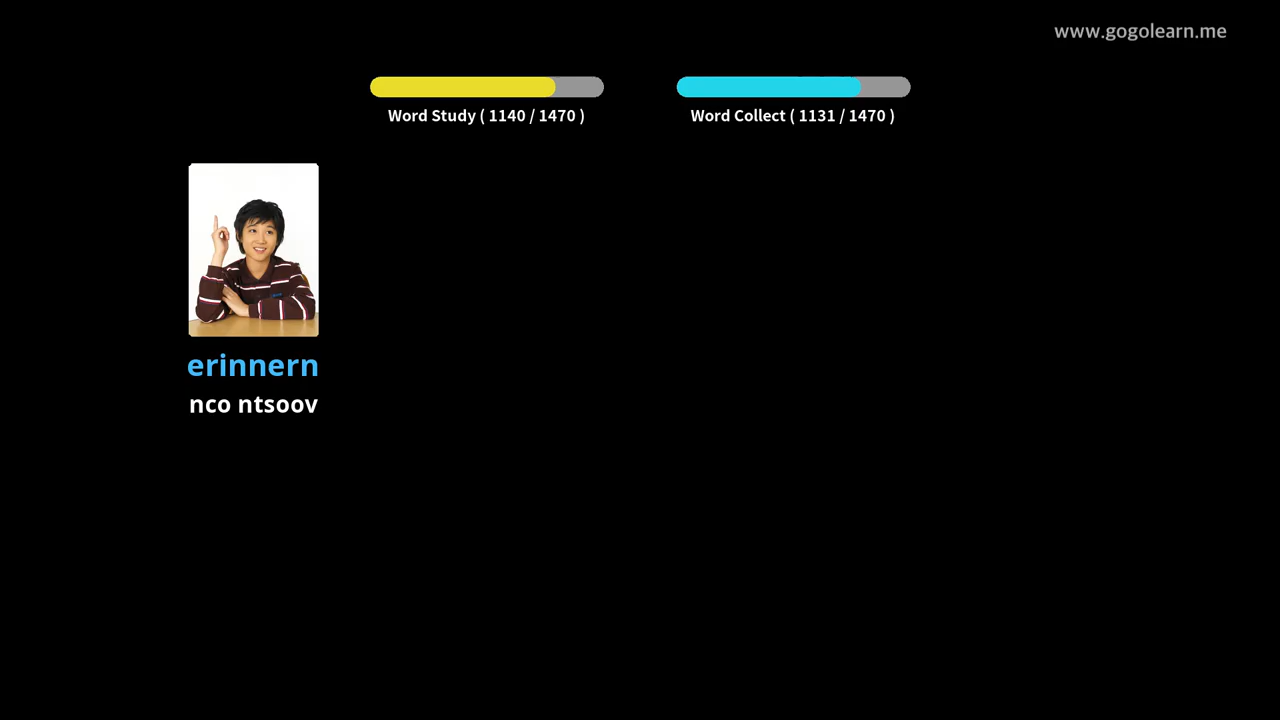 www.gogolearn.me
Word Study ( 1140 / 1470 )
Word Collect ( 1131 / 1470 )
erinnern
nco ntsoov